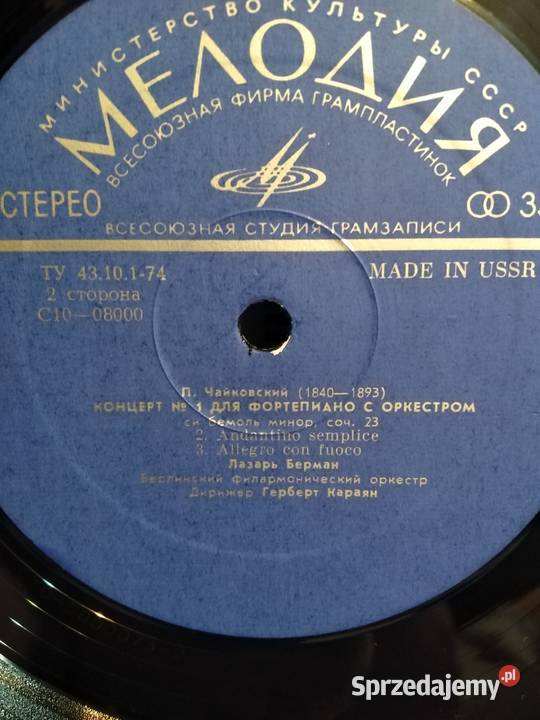 МИНИСТЕРСТВО КУЛЬТУРЫ СССР
МЕЛОДИЯ
ВСЕСОЮЗНАЯ ФИРМА ГРАМПЛАСТИНОК
СТЕРЕО
ВСЕСОЮЗНАЯ СТУДИЯ ГРАМЗАПИСИ
ТУ 43.10.1-74
MADE IN USSR
2 сторона
С10—08000
П. Чайковский (1840—1893)
КОНЦЕРТ № 1 ДЛЯ ФОРТЕПИАНО С ОРКЕСТРОМ
си бемоль минор, соч. 23
2. Andantino semplice
3. Allegro con fuoco
Лазарь Берман
Берлинский филармонический оркестр
Дирижер Герберт Караян
Sprzedajemy.pl